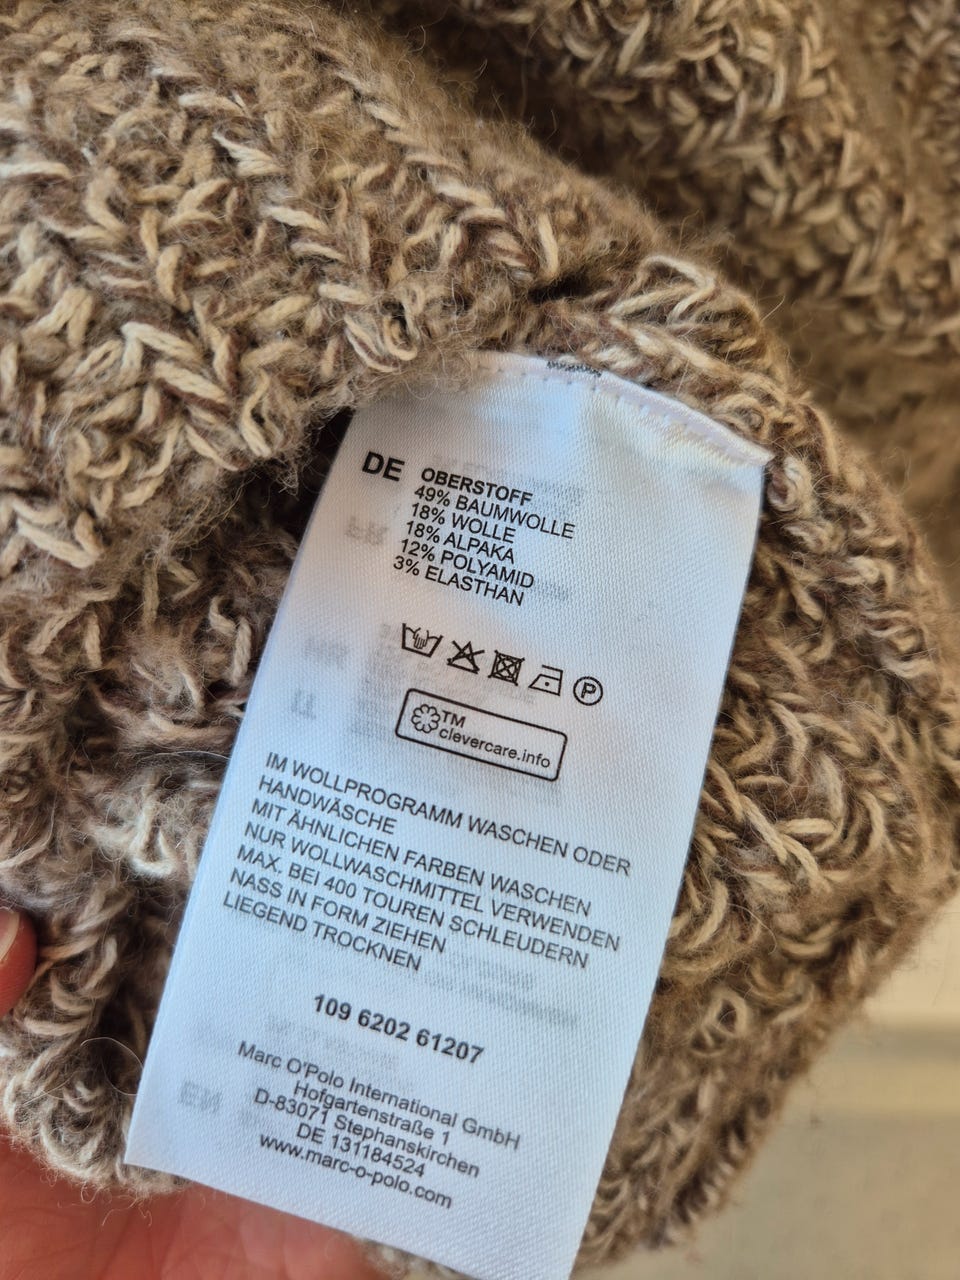 DE
OBERSTOFF
49% BAUMWOLLE
18% WOLLE
18% ALPAKA
12% POLYAMID
3% ELASTHAN
P
TM
clevercare.info
IM WOLLPROGRAMM WASCHEN ODER
HANDWÄSCHE
MIT ÄHNLICHEN FARBEN WASCHEN
NUR WOLLWASCHMITTEL VERWENDEN
MAX. BEI 400 TOUREN SCHLEUDERN
NASS IN FORM ZIEHEN
LIEGEND TROCKNEN
109 6202 61207
Marc O'Polo International GmbH
Hofgartenstraße 1
D-83071 Stephanskirchen
DE 131184524
www.marc-o-polo.com